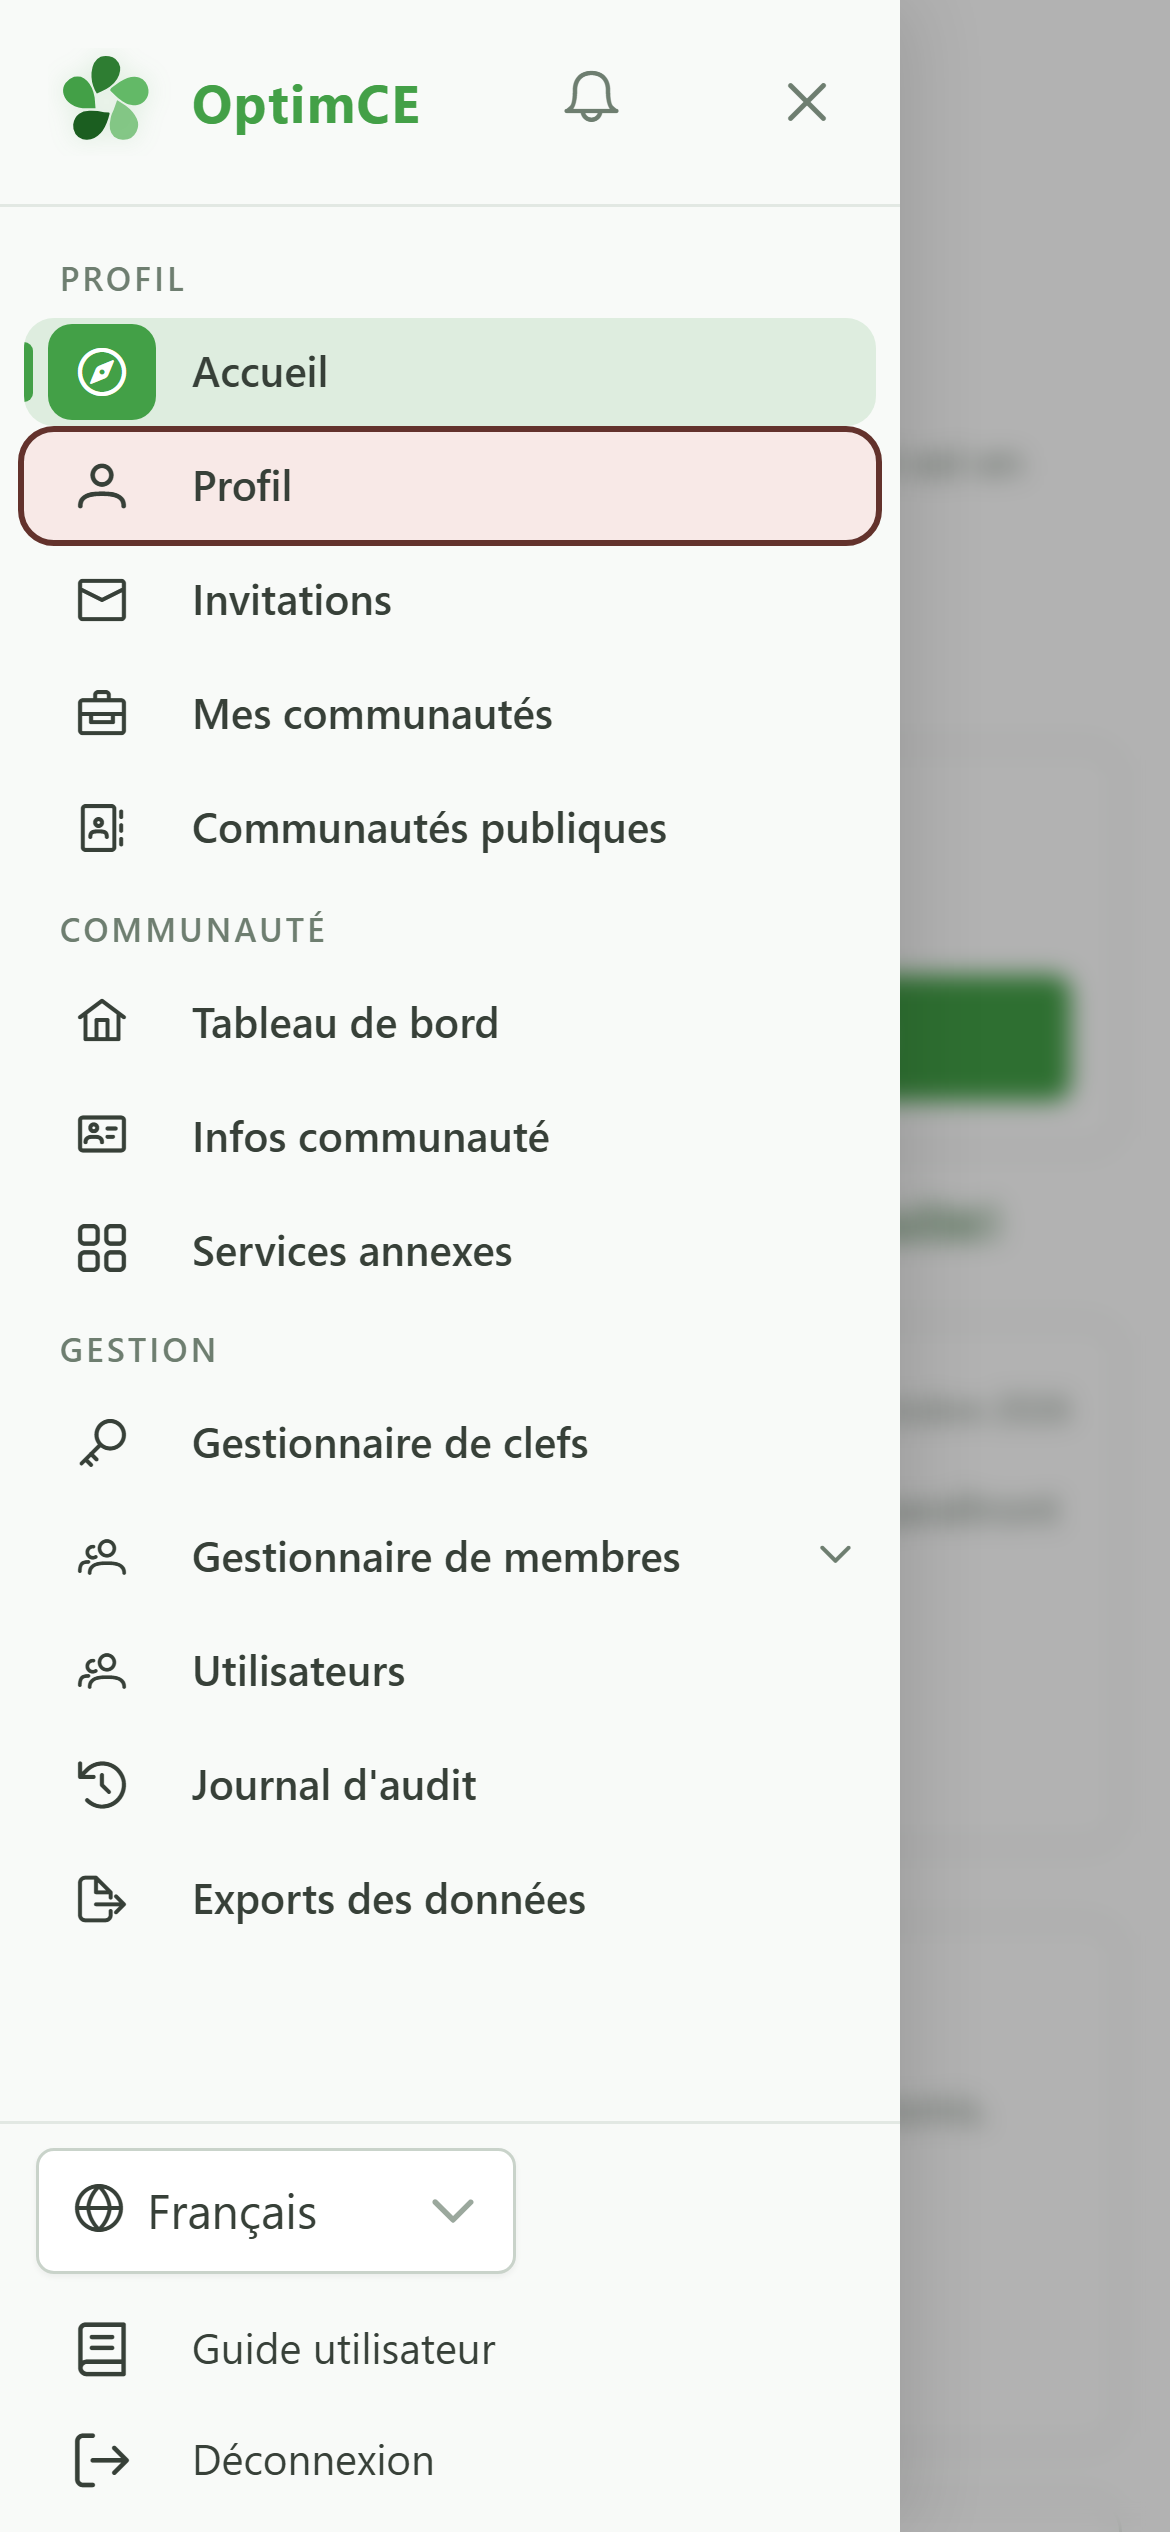 OptimCE
PROFIL
Accueil
Profil
Invitations
Mes communautés
Communautés publiques
COMMUNAUTÉ
Tableau de bord
Infos communauté
Services annexes
GESTION
Gestionnaire de clefs
Gestionnaire de membres
Utilisateurs
Journal d'audit
Exports des données
Français
Guide utilisateur
Déconnexion